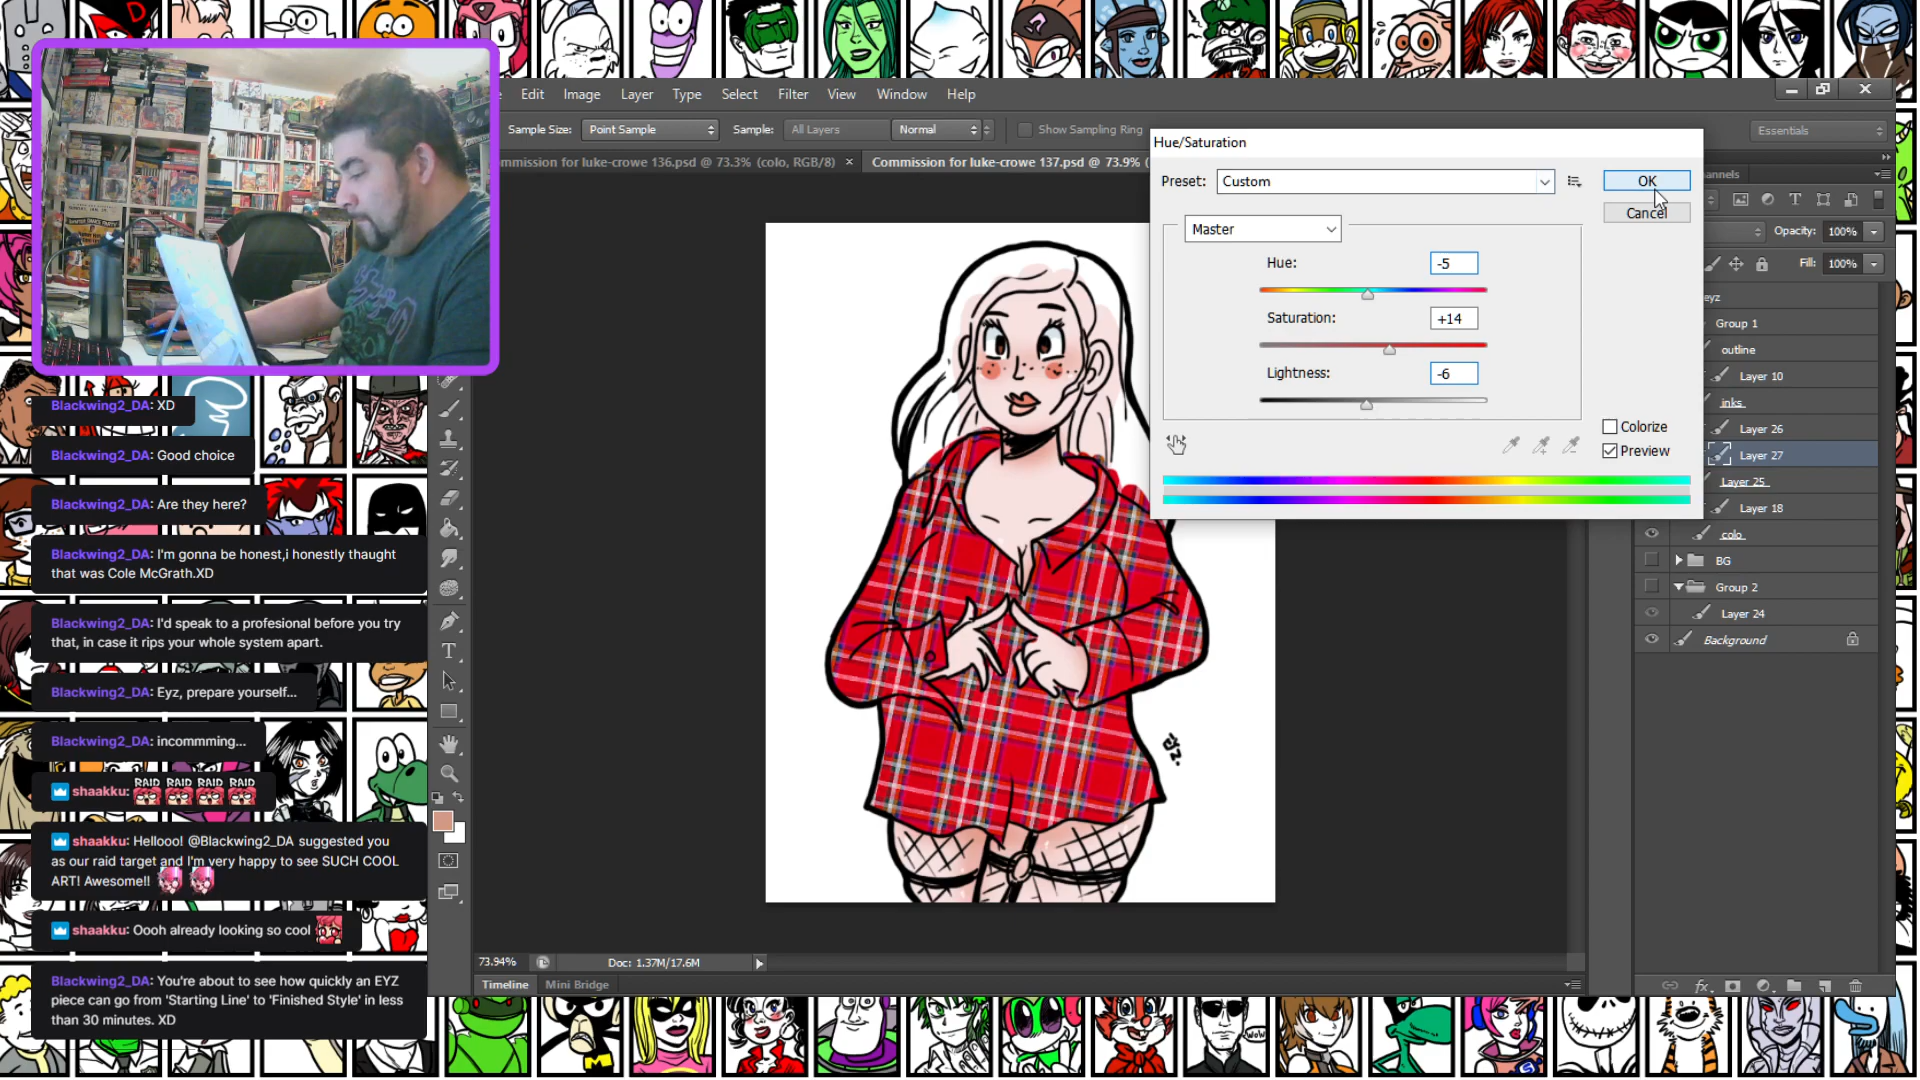 Edit Image Layer Type Select Filter View Window Help
Sample Size: Point Sample Sample: All Layers Normal Show Sampling Ring Essentials
Commission for luke-crowe 136.psd @ 73.3% (colo, RGB/8) × Commission for luke-crowe 137.psd @ 73.9%
Hue/Saturation
Preset: Custom OK
Cancel
Master
Hue: -5
Saturation: +14
Lightness: -6
Colorize
Preview
Opacity: 100%
Fill: 100%
eyz
Group 1
outline
Layer 10
inks
Layer 26
Layer 27
Layer 25
Layer 18
colo
BG
Group 2
Layer 24
Background
Blackwing2_DA: XD
Blackwing2_DA: Good choice
Blackwing2_DA: Are they here?
Blackwing2_DA: I'm gonna be honest,i honestly thaught
that was Cole McGrath.XD
Blackwing2_DA: I'd speak to a profesional before you try
that, in case it rips your whole system apart.
Blackwing2_DA: Eyz, prepare yourself...
Blackwing2_DA: incommming...
shaakku: RAID RAID RAID RAID
shaakku: Hellooo! @Blackwing2_DA suggested you
as our raid target and I'm very happy to see SUCH COOL
ART! Awesome!!
shaakku: Oooh already looking so cool
Blackwing2_DA: You're about to see how quickly an EYZ
piece can go from 'Starting Line' to 'Finished Style' in less
than 30 minutes. XD
EYZ.
73.94% Doc: 1.37M/17.6M
Timeline Mini Bridge
fx
WOW